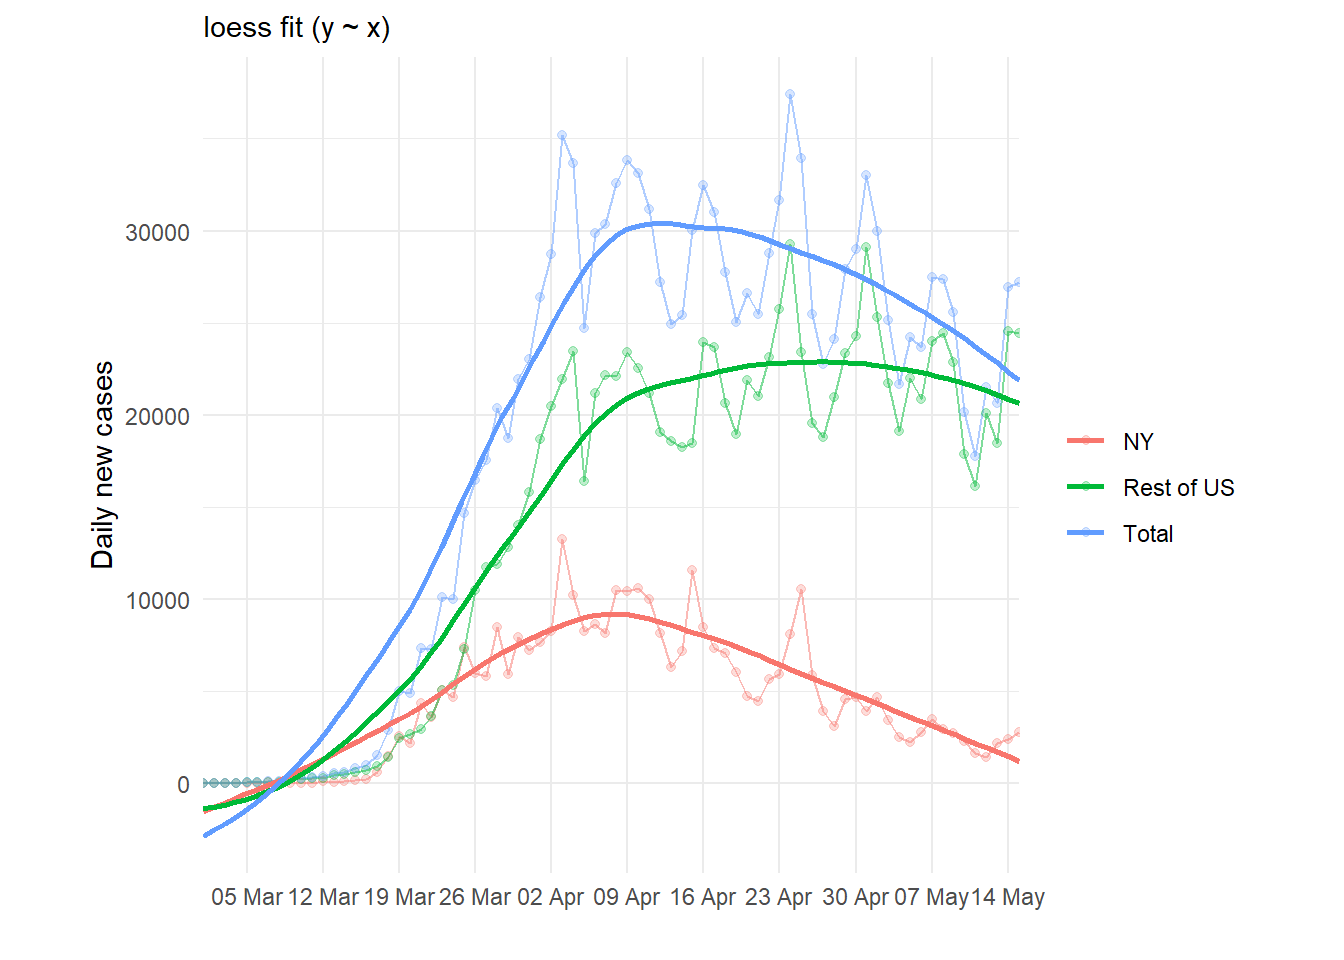 loess fit (y ~ x)
Daily new cases
30000
20000
10000
0
05 Mar 12 Mar 19 Mar 26 Mar 02 Apr 09 Apr 16 Apr 23 Apr 30 Apr 07 May 14 May
NY
Rest of US
Total